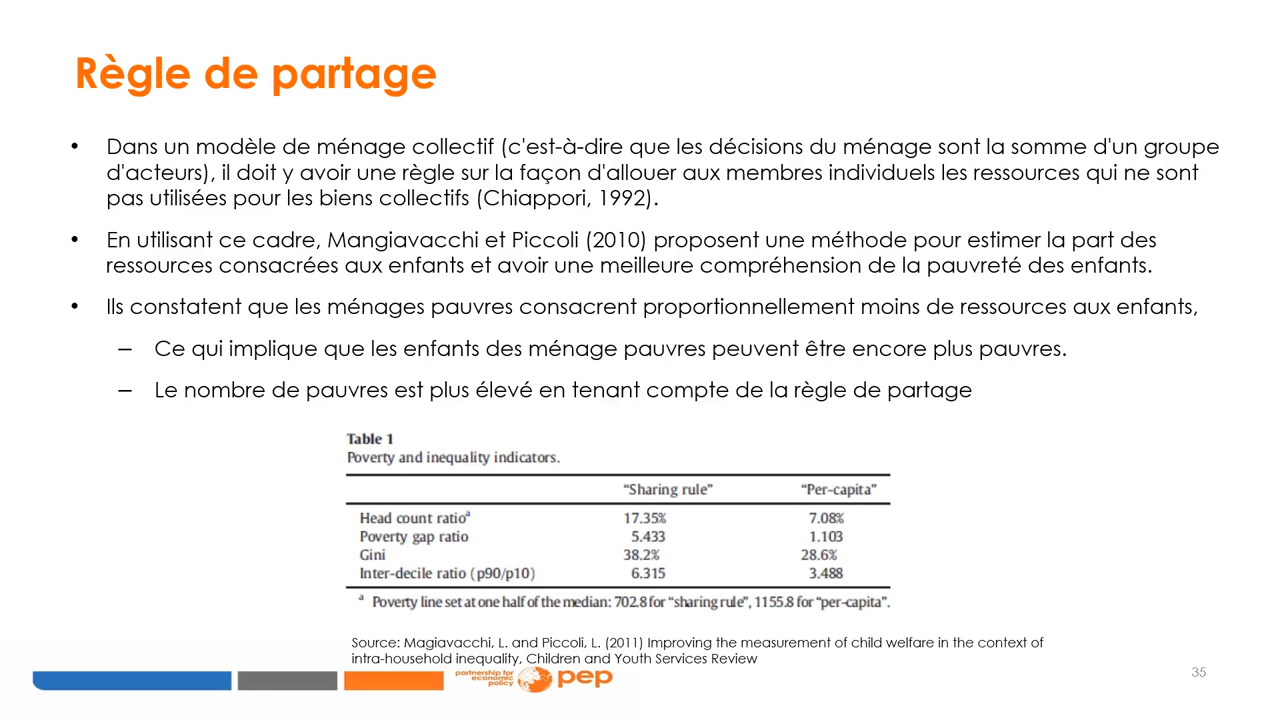 Règle de partage
• Dans un modèle de ménage collectif (c'est-à-dire que les décisions du ménage sont la somme d'un groupe
d'acteurs), il doit y avoir une règle sur la façon d'allouer aux membres individuels les ressources qui ne sont
pas utilisées pour les biens collectifs (Chiappori, 1992).
• En utilisant ce cadre, Mangiavacchi et Piccoli (2010) proposent une méthode pour estimer la part des
ressources consacrées aux enfants et avoir une meilleure compréhension de la pauvreté des enfants.
• Ils constatent que les ménages pauvres consacrent proportionnellement moins de ressources aux enfants,
– Ce qui implique que les enfants des ménage pauvres peuvent être encore plus pauvres.
– Le nombre de pauvres est plus élevé en tenant compte de la règle de partage
Table 1
Poverty and inequality indicators.
"Sharing rule" "Per-capita"
Head count ratioᵃ 17.35% 7.08%
Poverty gap ratio 5.433 1.103
Gini 38.2% 28.6%
Inter-decile ratio (p90/p10) 6.315 3.488
ᵃ Poverty line set at one half of the median: 702.8 for "sharing rule", 1155.8 for "per-capita".
Source: Magiavacchi, L. and Piccoli, L. (2011) Improving the measurement of child welfare in the context of
intra-household inequality, Children and Youth Services Review
partnership for
economic
policy
pep
35